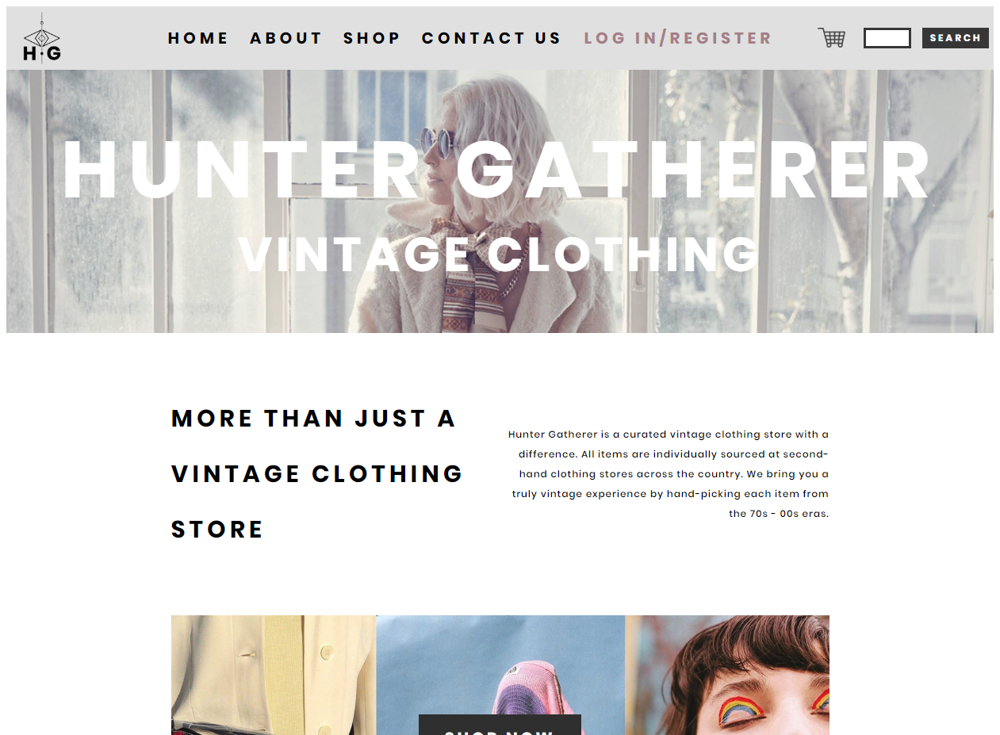 H·G
HOME ABOUT SHOP CONTACT US LOG IN/REGISTER
SEARCH
HUNTER GATHERER
VINTAGE CLOTHING
MORE THAN JUST A
VINTAGE CLOTHING
STORE
Hunter Gatherer is a curated vintage clothing store with a
difference. All items are individually sourced at second-
hand clothing stores across the country. We bring you a
truly vintage experience by hand-picking each item from
the 70s - 00s eras.
SHOP NOW